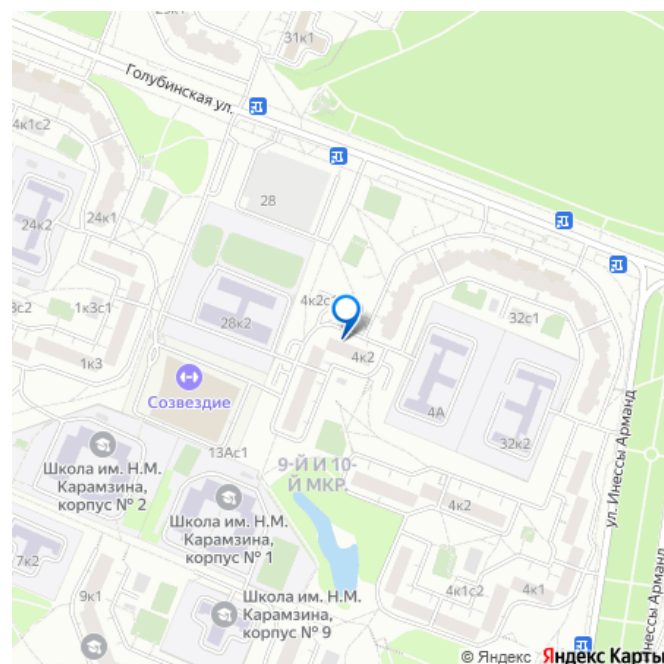 31к1
Голубинская ул.
4к1с2
28
24к2
24к1
4к2с1
1к3с1
28к2
32с1
1к3
4к2
Созвездие
4А
32к2
13Ас1
9-Й И 10-
Й МКР.
Школа им. Н.М.
Карамзина,
корпус № 2
Школа им. Н.М.
Карамзина,
корпус № 1
4к2
ул. Инессы Арманд
7к2
9к1
4к1с2
4к1
Школа им. Н.М.
Карамзина,
корпус № 9
© Яндекс Яндекс Карты